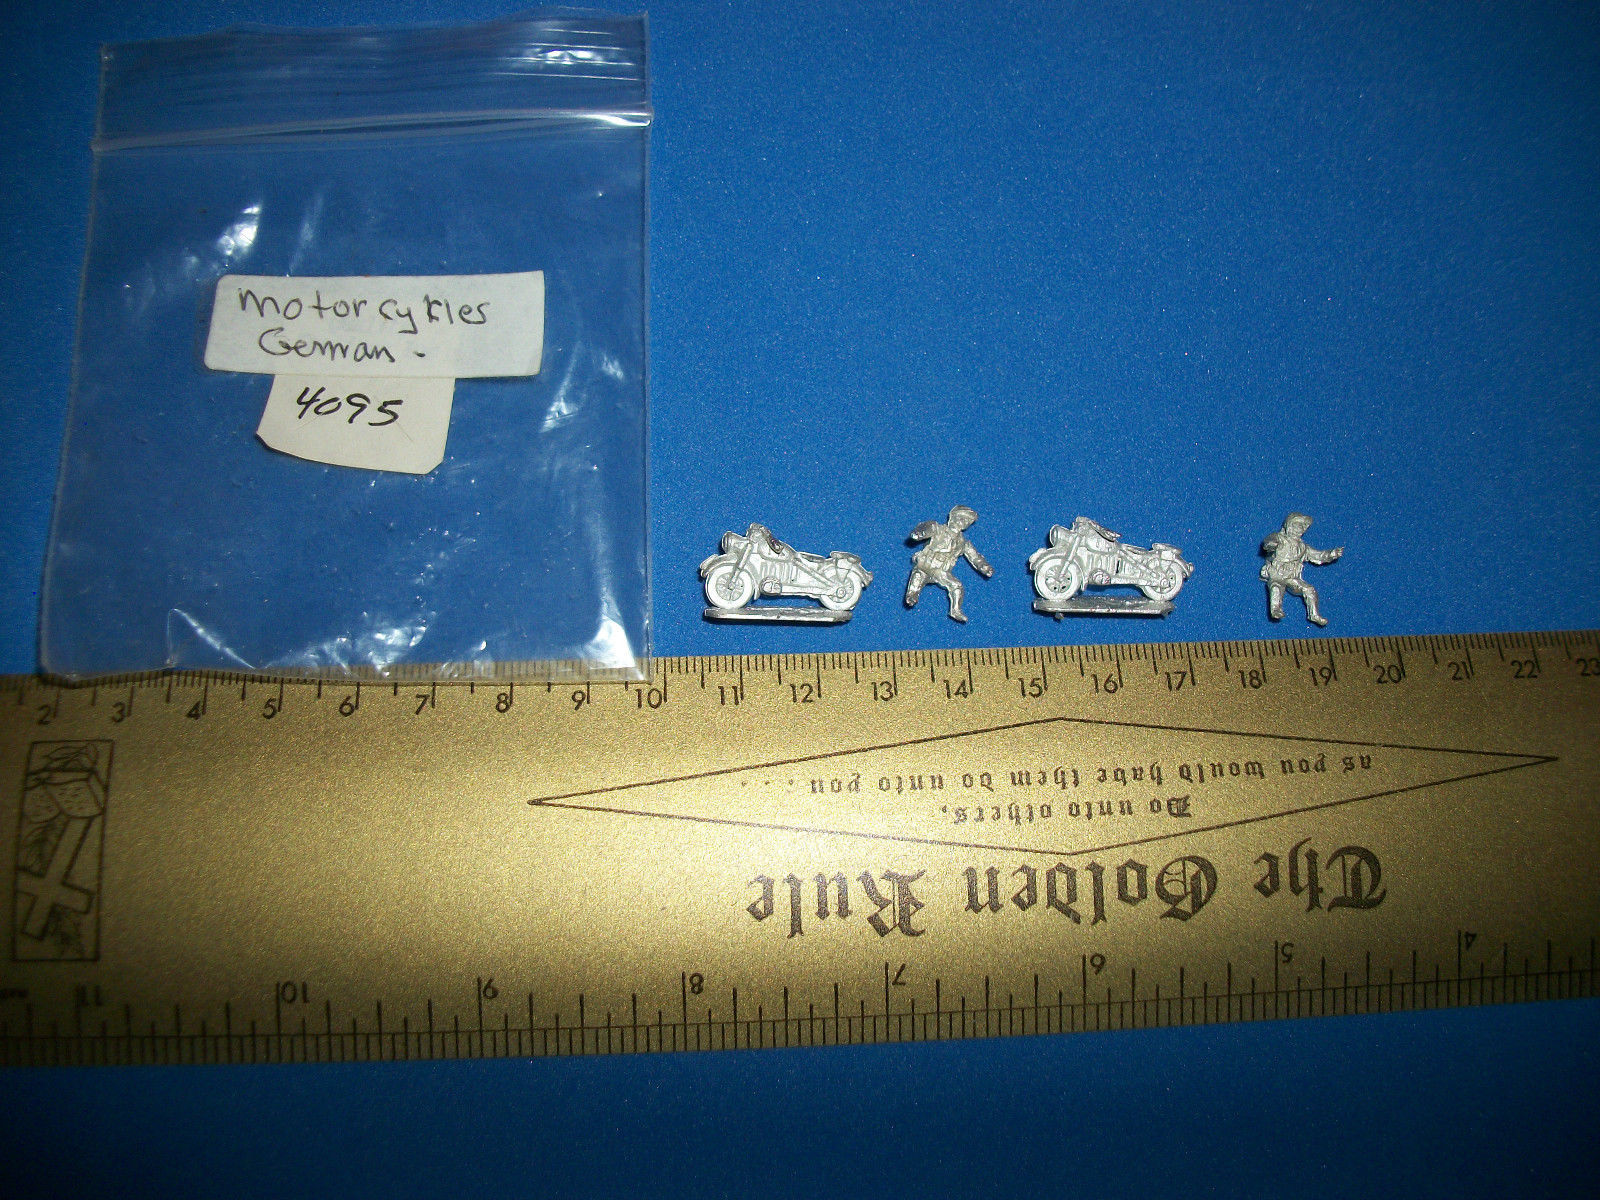 Motorcykles
German -
4095
2 3 4 5 6 7 8 9 10 11 12 13 14 15 16 17 18 19 20 21 22 23
The Golden Rule
Do unto others,
as you would have them do unto you . . . .
11 10 9 8 7 6 5 4